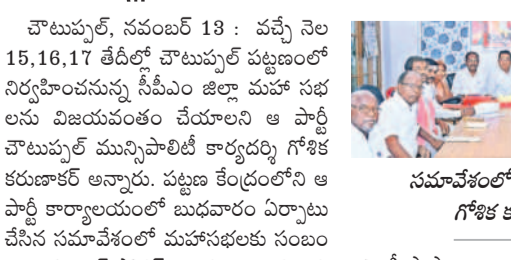 చౌటుప్పల్, నవంబర్ 13 : వచ్చే నెల
15,16,17 తేదీల్లో చౌటుప్పల్ పట్టణంలో
నిర్వహించనున్న సీపీఎం జిల్లా మహా సభ
లను విజయవంతం చేయాలని ఆ పార్టీ
చౌటుప్పల్ మున్సిపాలిటీ కార్యదర్శి గోశిక
కరుణాకర్ అన్నారు. పట్టణ కేంద్రంలోని ఆ
పార్టీ కార్యాలయంలో బుధవారం ఏర్పాటు
చేసిన సమావేశంలో మహాసభలకు సంబం
సమావేశంలో
గోశిక క